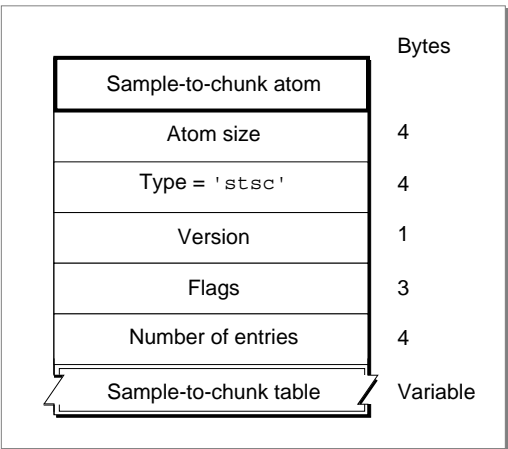 Bytes
Sample-to-chunk atom
Atom size 4
Type = 'stsc' 4
Version 1
Flags 3
Number of entries 4
Sample-to-chunk table Variable